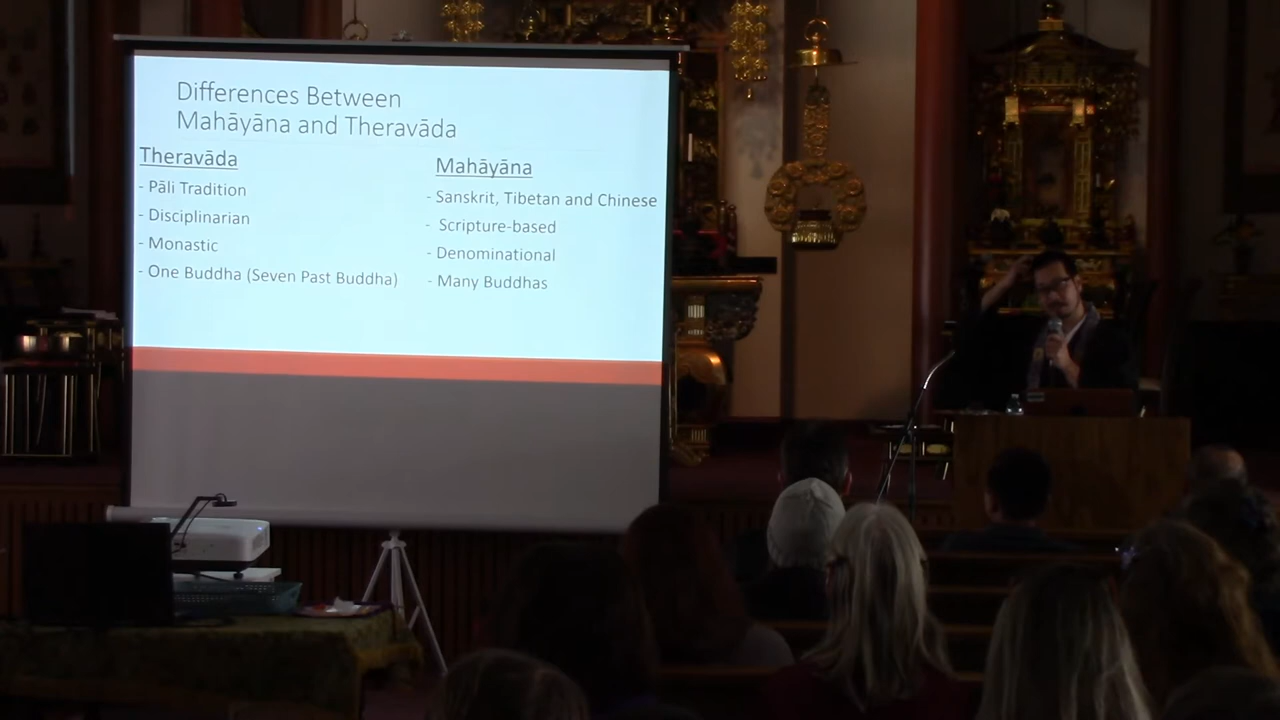 Differences Between
Mahāyāna and Theravāda
Theravāda
- Pāli Tradition
- Disciplinarian
- Monastic
- One Buddha (Seven Past Buddha)
Mahāyāna
- Sanskrit, Tibetan and Chinese
- Scripture-based
- Denominational
- Many Buddhas